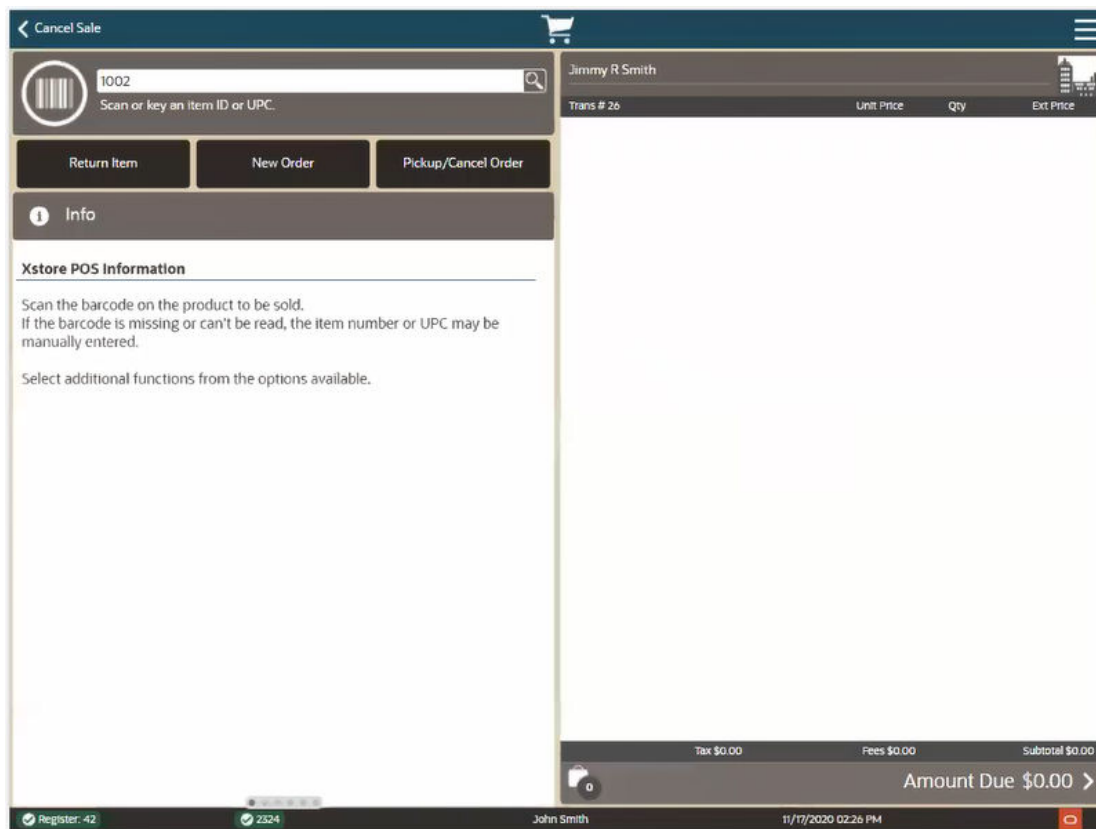 Cancel Sale
1002
Scan or key an item ID or UPC.
Return Item
New Order
Pickup/Cancel Order
Info
Xstore POS Information
Scan the barcode on the product to be sold.
If the barcode is missing or can't be read, the item number or UPC may be
manually entered.
Select additional functions from the options available.
Jimmy R Smith
Trans # 26 Unit Price Qty Ext Price
Tax $0.00 Fees $0.00 Subtotal $0.00
0
Amount Due $0.00
Register: 42 2324 John Smith 11/17/2020 02:26 PM